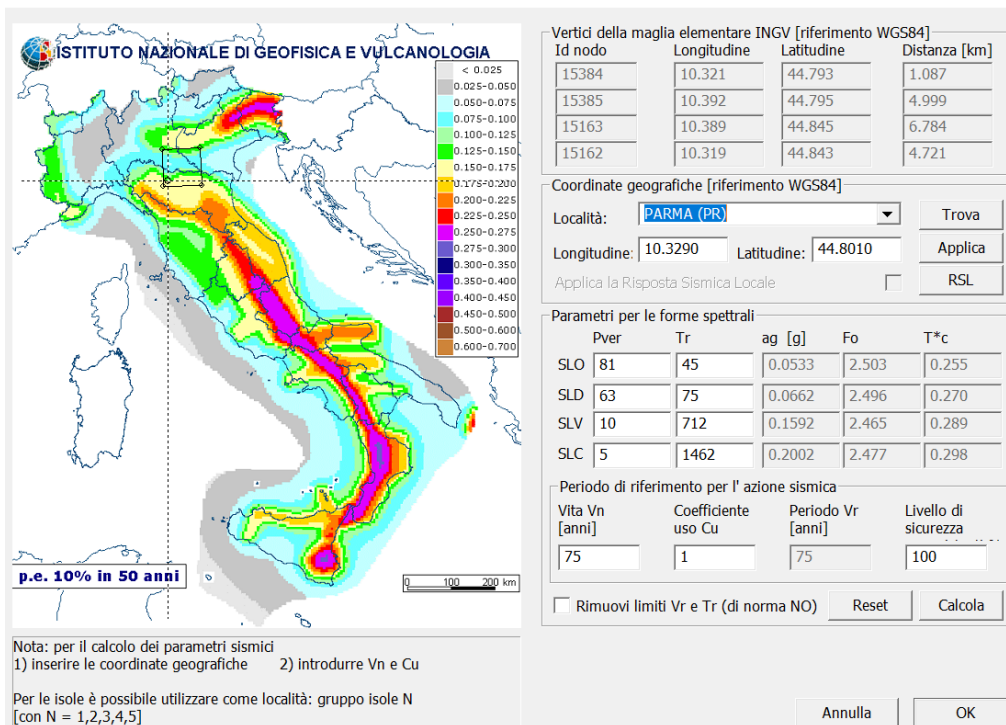 ISTITUTO NAZIONALE DI GEOFISICA E VULCANOLOGIA
< 0.025
0.025-0.050
0.050-0.075
0.075-0.100
0.100-0.125
0.125-0.150
0.150-0.175
0.175-0.200
0.200-0.225
0.225-0.250
0.250-0.275
0.275-0.300
0.300-0.350
0.350-0.400
0.400-0.450
0.450-0.500
0.500-0.600
0.600-0.700
p.e. 10% in 50 anni
0 100 200 km
Nota: per il calcolo dei parametri sismici
1) inserire le coordinate geografiche 2) introdurre Vn e Cu
Per le isole è possibile utilizzare come località: gruppo isole N
[con N = 1,2,3,4,5]
Vertici della maglia elementare INGV [riferimento WGS84]
Id nodo Longitudine Latitudine Distanza [km]
15384 10.321 44.793 1.087
15385 10.392 44.795 4.999
15163 10.389 44.845 6.784
15162 10.319 44.843 4.721
Coordinate geografiche [riferimento WGS84]
Località: PARMA (PR) Trova
Longitudine: 10.3290 Latitudine: 44.8010 Applica
Applica la Risposta Sismica Locale RSL
Parametri per le forme spettrali
Pver Tr ag [g] Fo T*c
SLO 81 45 0.0533 2.503 0.255
SLD 63 75 0.0662 2.496 0.270
SLV 10 712 0.1592 2.465 0.289
SLC 5 1462 0.2002 2.477 0.298
Periodo di riferimento per l' azione sismica
Vita Vn Coefficiente Periodo Vr Livello di
[anni] uso Cu [anni] sicurezza
75 1 75 100
Rimuovi limiti Vr e Tr (di norma NO) Reset Calcola
Annulla OK